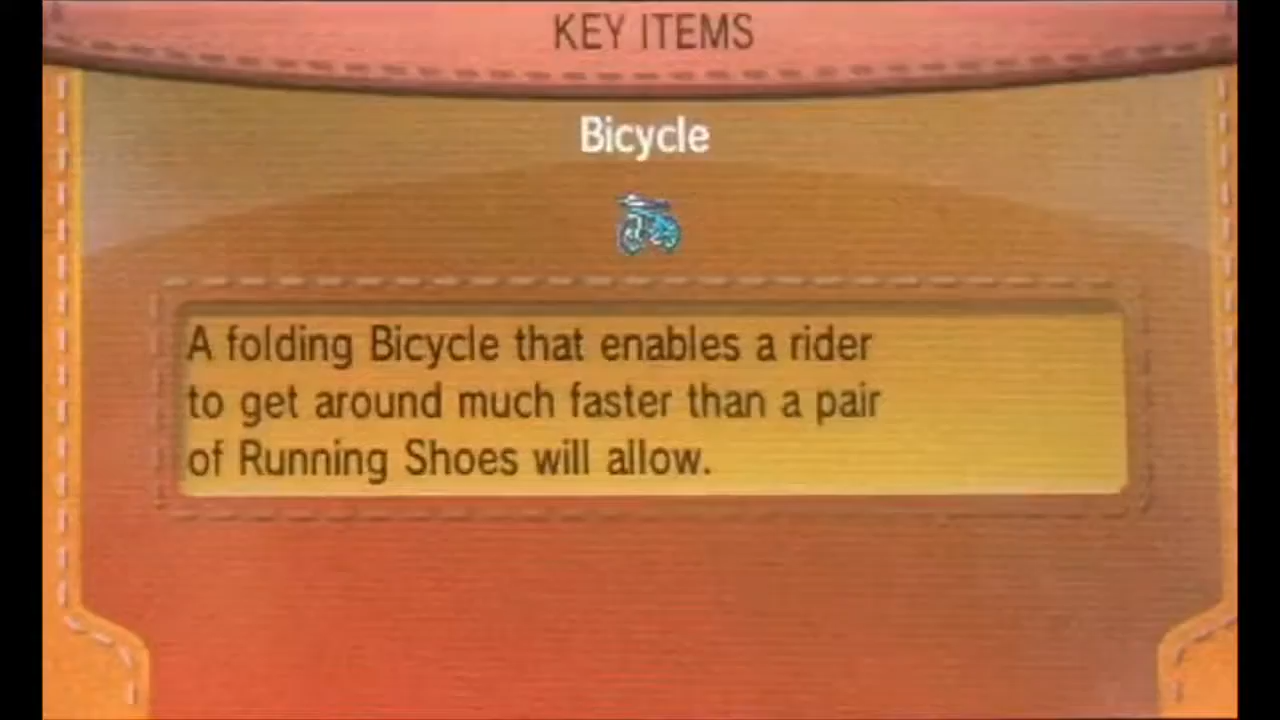 KEY ITEMS
Bicycle
A folding Bicycle that enables a rider
to get around much faster than a pair
of Running Shoes will allow.